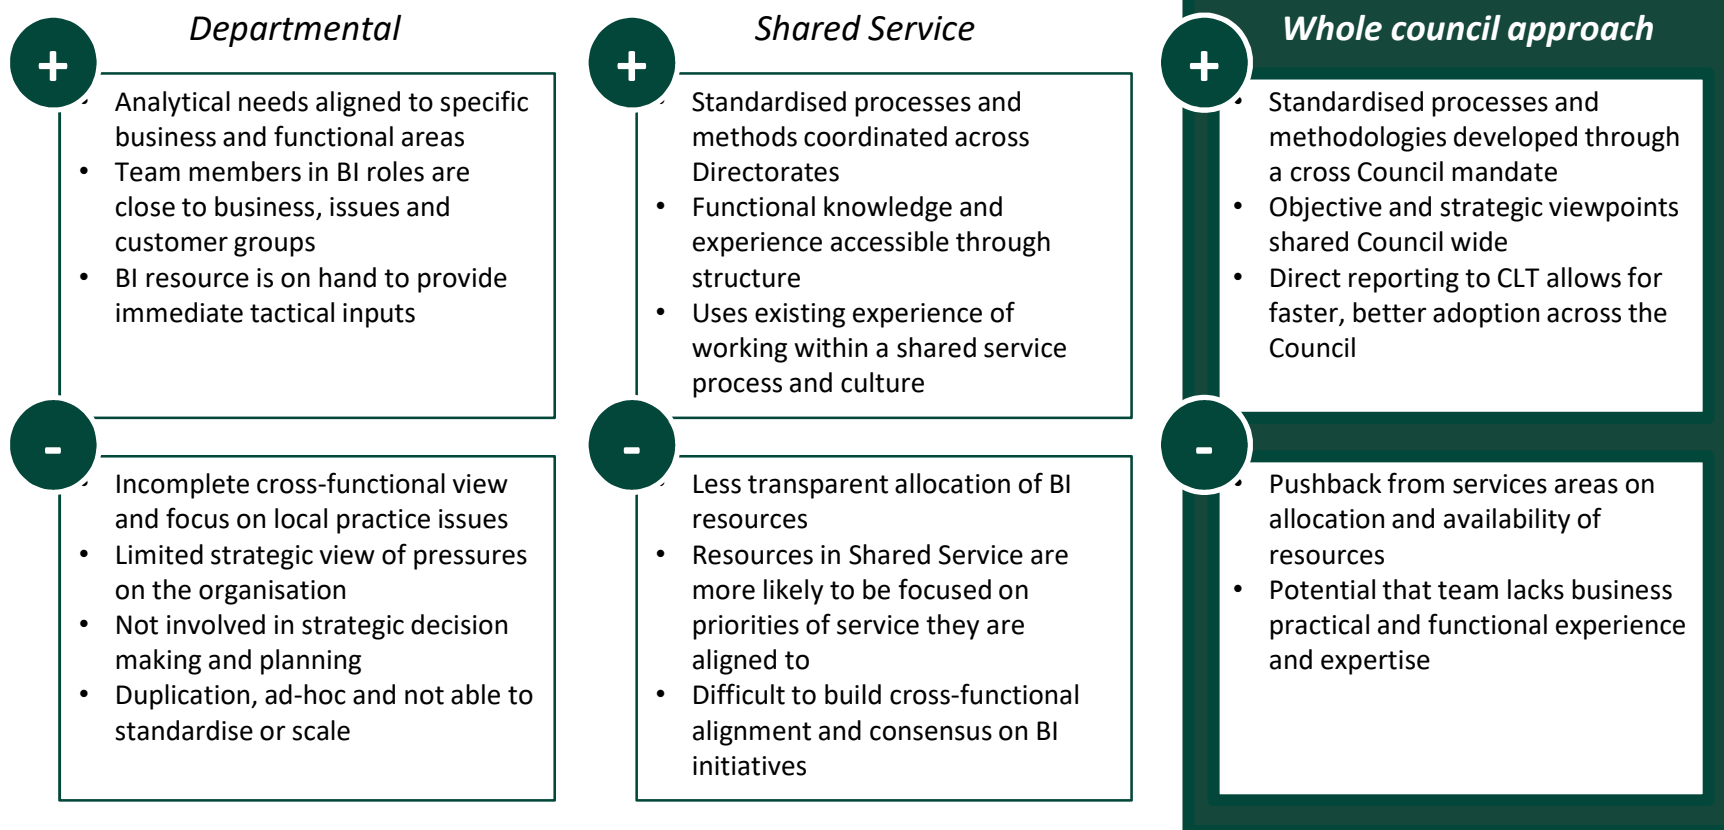 Departmental
+
• Analytical needs aligned to specific
business and functional areas
• Team members in BI roles are
close to business, issues and
customer groups
• BI resource is on hand to provide
immediate tactical inputs
-
• Incomplete cross-functional view
and focus on local practice issues
• Limited strategic view of pressures
on the organisation
• Not involved in strategic decision
making and planning
• Duplication, ad-hoc and not able to
standardise or scale
Shared Service
+
• Standardised processes and
methods coordinated across
Directorates
• Functional knowledge and
experience accessible through
structure
• Uses existing experience of
working within a shared service
process and culture
-
• Less transparent allocation of BI
resources
• Resources in Shared Service are
more likely to be focused on
priorities of service they are
aligned to
• Difficult to build cross-functional
alignment and consensus on BI
initiatives
Whole council approach
+
• Standardised processes and
methodologies developed through
a cross Council mandate
• Objective and strategic viewpoints
shared Council wide
• Direct reporting to CLT allows for
faster, better adoption across the
Council
-
• Pushback from services areas on
allocation and availability of
resources
• Potential that team lacks business
practical and functional experience
and expertise